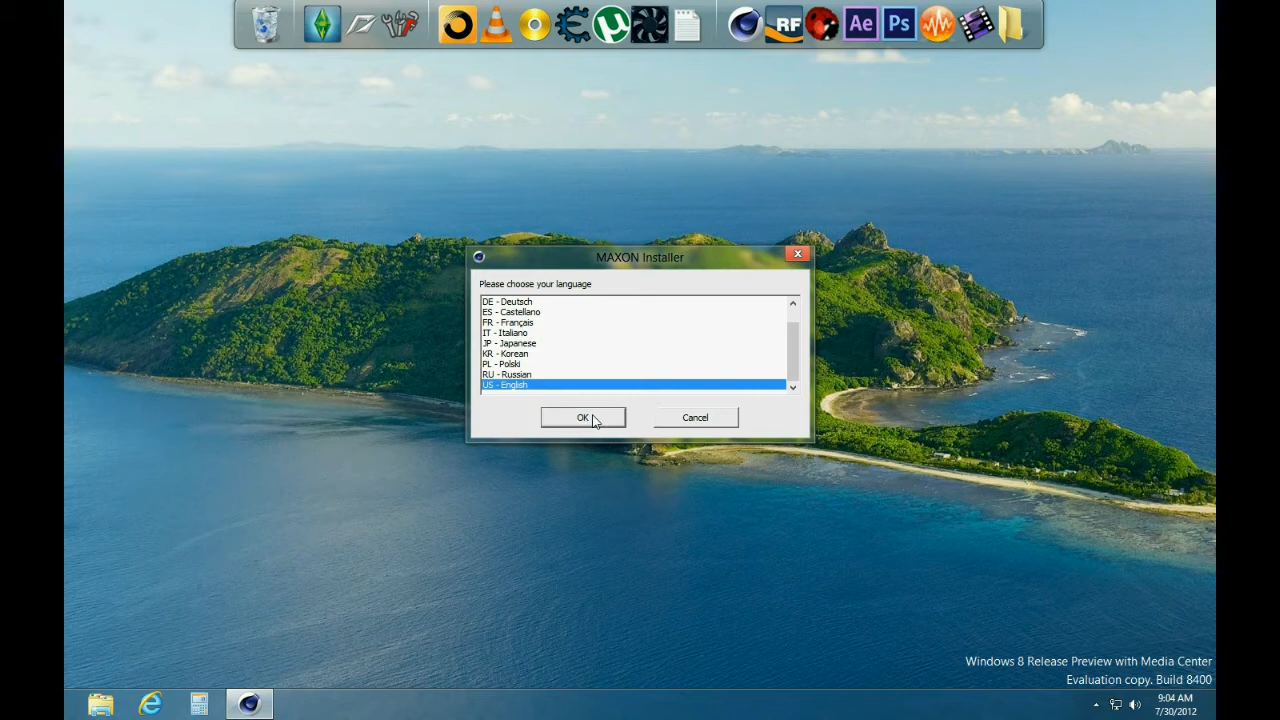 RF
Ae
Ps
MAXON Installer
Please choose your language
DE - Deutsch
ES - Castellano
FR - Français
IT - Italiano
JP - Japanese
KR - Korean
PL - Polski
RU - Russian
US - English
OK
Cancel
Windows 8 Release Preview with Media Center
Evaluation copy. Build 8400
9:04 AM
7/30/2012